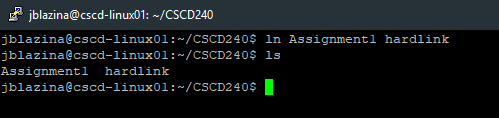 jblazina@cscd-linux01: ~/CSCD240
jblazina@cscd-linux01:~/CSCD240$ ln Assignment1 hardlink
jblazina@cscd-linux01:~/CSCD240$ ls
Assignment1  hardlink
jblazina@cscd-linux01:~/CSCD240$